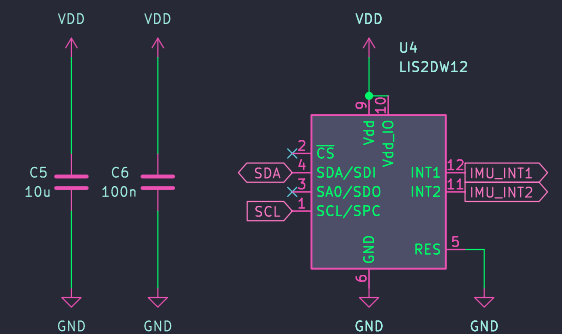 VDD
VDD
VDD
U4
LIS2DW12
9
10
Vdd
Vdd_IO
2
CS
C5
10u
C6
100n
SDA
4
SDA/SDI
INT1
12
IMU_INT1
3
SA0/SDO
INT2
11
IMU_INT2
SCL
1
SCL/SPC
GND
RES
5
6
GND
GND
GND
GND